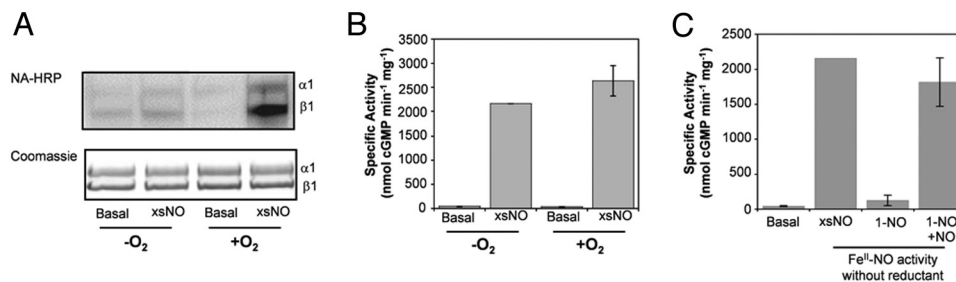 A
NA-HRP
α1
β1
Coomassie
α1
β1
Basal xsNO Basal xsNO
-O₂ +O₂
B
Specific Activity
(nmol cGMP min⁻¹ mg⁻¹)
3500
3000
2500
2000
1500
1000
500
0
Basal xsNO Basal xsNO
-O₂ +O₂
C
Specific Activity
(nmol cGMP min⁻¹ mg⁻¹)
2500
2000
1500
1000
500
0
Basal xsNO 1-NO 1-NO
+NO
Feᴵᴵ-NO activity
without reductant